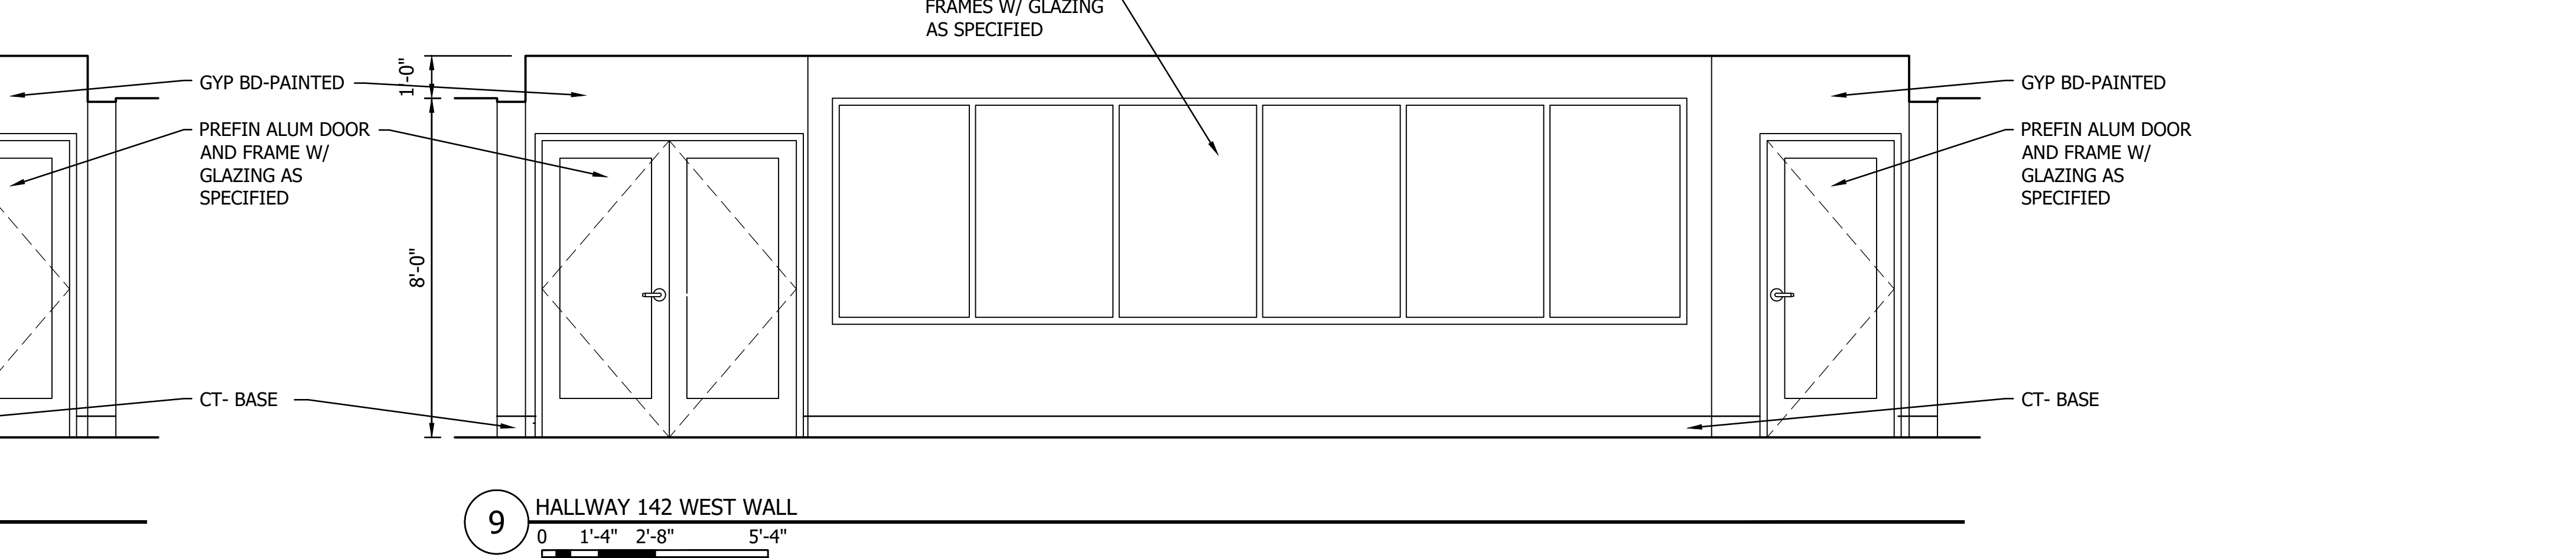 FRAMES W/ GLAZING
AS SPECIFIED
GYP BD-PAINTED
1'-0"
GYP BD-PAINTED
PREFIN ALUM DOOR
AND FRAME W/
GLAZING AS
SPECIFIED
PREFIN ALUM DOOR
AND FRAME W/
GLAZING AS
SPECIFIED
8'-0"
CT- BASE
CT- BASE
9
HALLWAY 142 WEST WALL
0 1'-4" 2'-8" 5'-4"